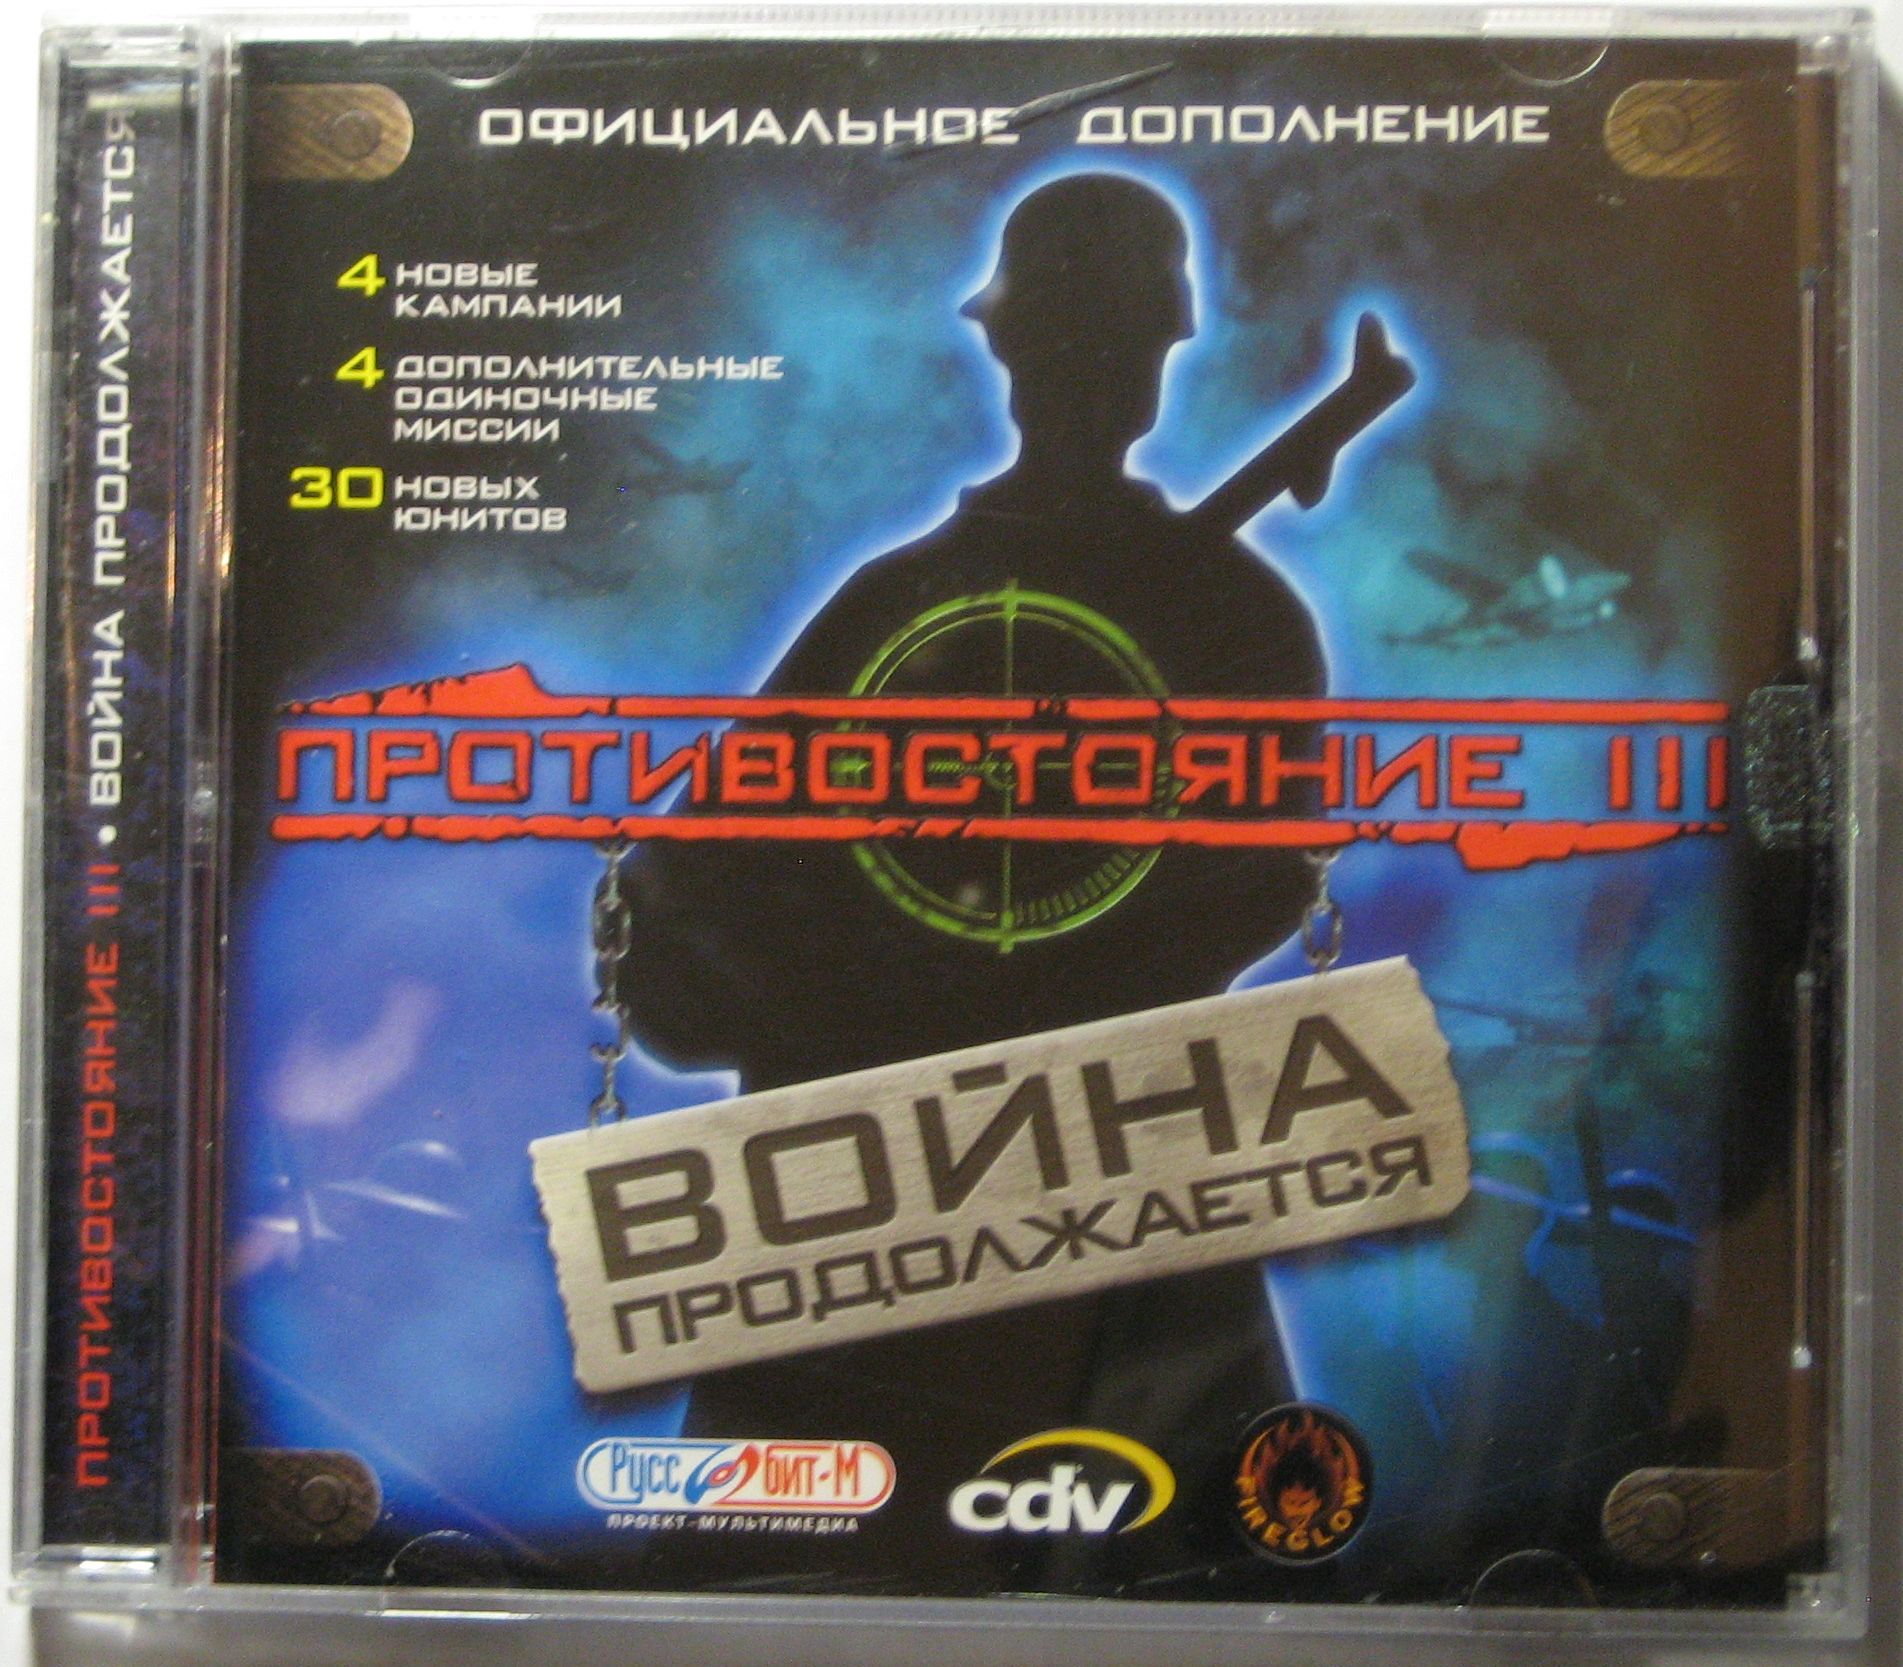 ПРОТИВОСТОЯНИЕ III • ВОЙНА ПРОДОЛЖАЕТСЯ
ОФИЦИАЛЬНОЕ ДОПОЛНЕНИЕ
4 НОВЫЕ
КАМПАНИИ
4 ДОПОЛНИТЕЛЬНЫЕ
ОДИНОЧНЫЕ
МИССИИ
30 НОВЫХ
ЮНИТОВ
ПРОТИВОСТОЯНИЕ III
ВОЙНА
ПРОДОЛЖАЕТСЯ
Русс бит-М
ПРОЕКТ-МУЛЬТИМЕДИА
cdv
FIREGLOW